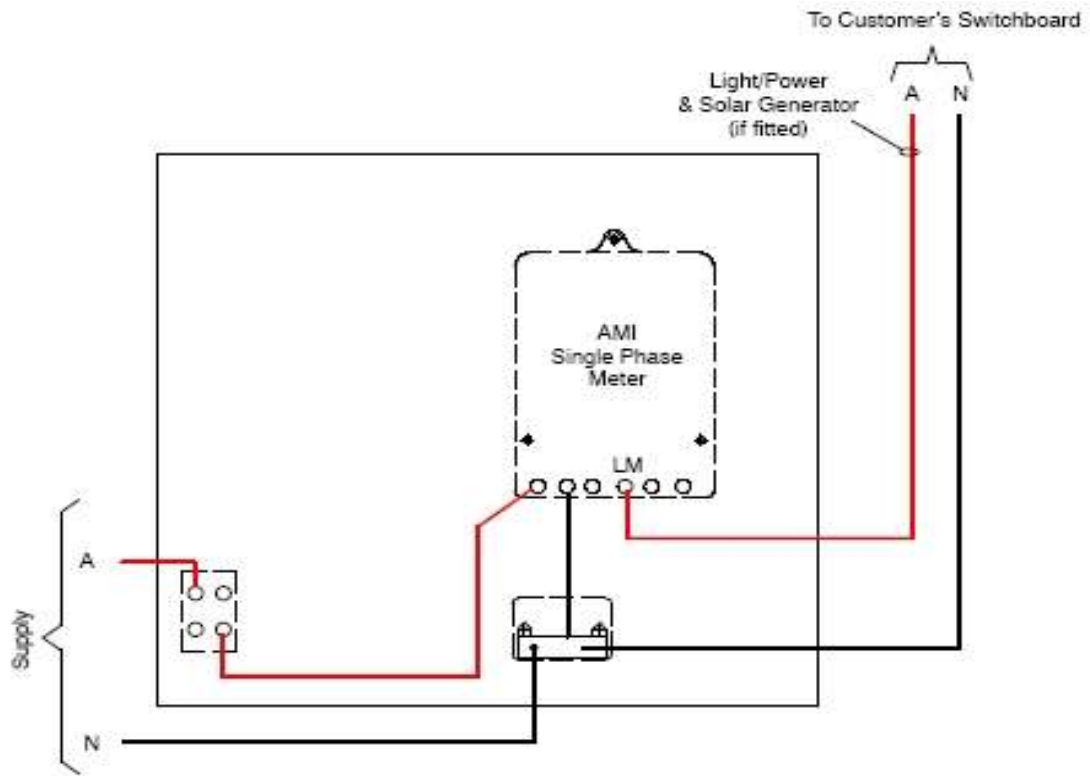 To Customer's Switchboard
Light/Power
& Solar Generator
(if fitted)
A N
AMI
Single Phase
Meter
LM
A
Supply
N